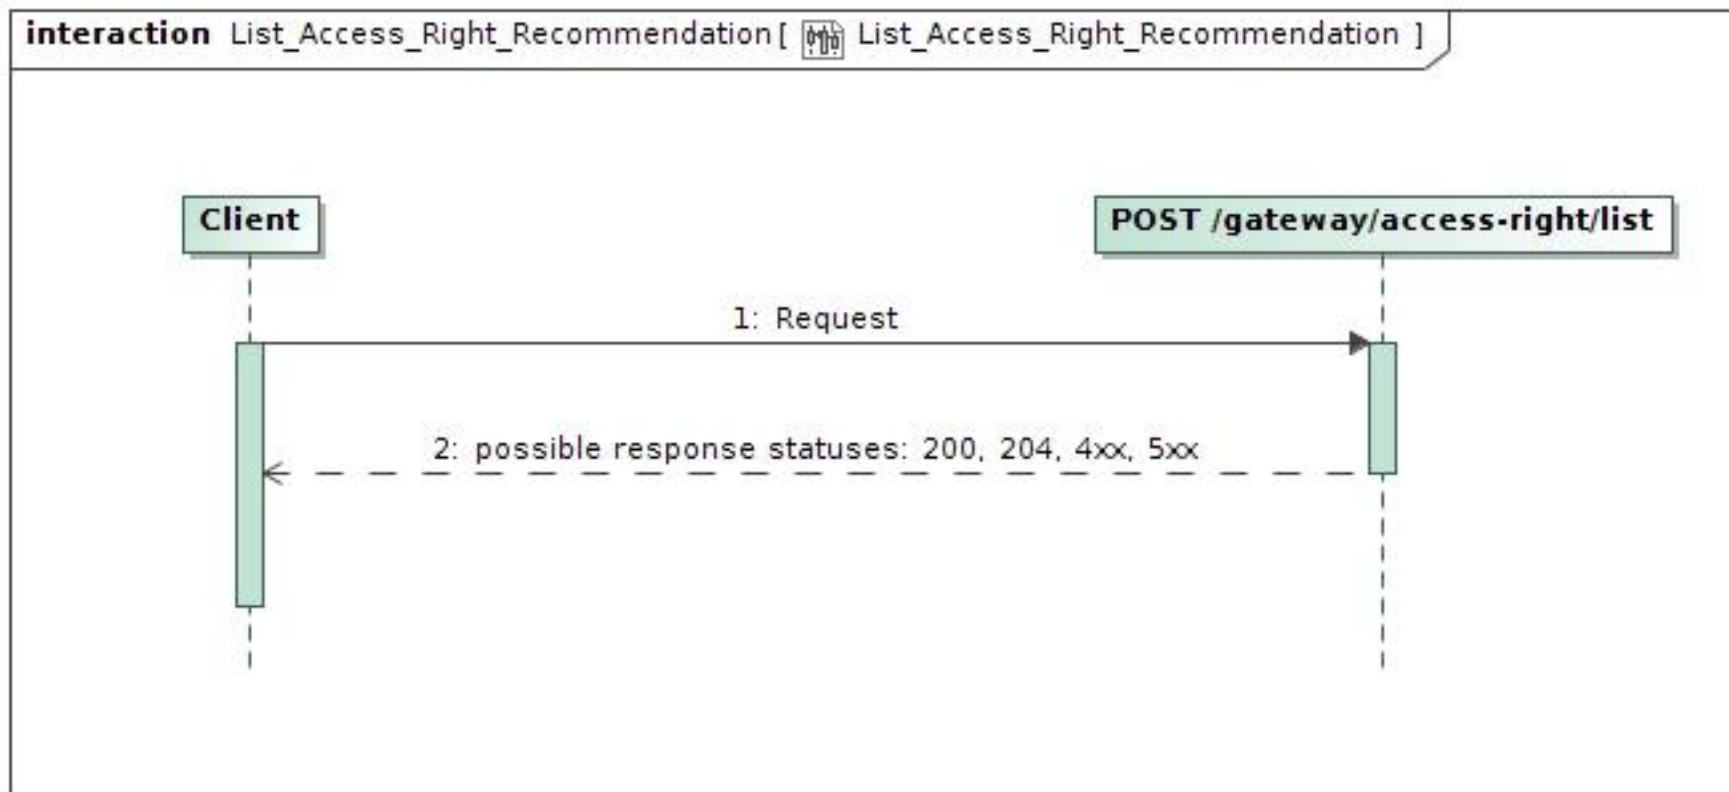 interaction List_Access_Right_Recommendation[ List_Access_Right_Recommendation ]
Client
POST /gateway/access-right/list
1: Request
2: possible response statuses: 200, 204, 4xx, 5xx